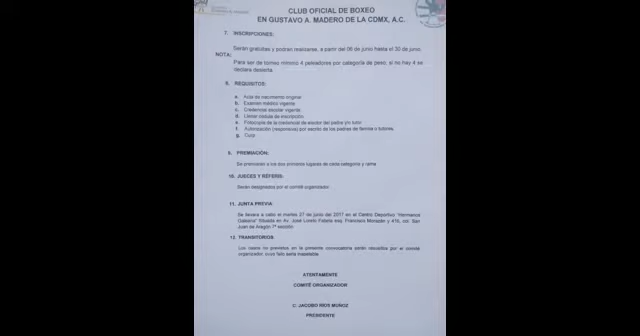 CLUB OFICIAL DE BOXEO
EN GUSTAVO A. MADERO DE LA CDMX, A.C.
7. INSCRIPCIONES:
Serán gratuitas y podrán realizarse, a partir del 06 de junio hasta el 20 de junio.
NOTA:
Para ser de torneo mínimo 4 peleadores por categoría de peso, si no hay 4 se
declara desierta.
8. REQUISITOS:
a. Acta de nacimiento original
b. Examen médico vigente
c. Credencial escolar vigente
d. Llenar cédula de inscripción
e. Fotocopia de la credencial de elector del padre y/o tutor
f. Autorización (responsiva) por escrito de los padres de familia o tutores
g. Curp
9. PREMIACIÓN:
Se premiarán a los dos primeros lugares de cada categoría y rama
10. JUECES Y RÉFERIS:
Serán designados por el comité organizador.
11. JUNTA PREVIA:
Se llevará a cabo el martes 27 de junio del 2017 en el Centro Deportivo "Hermanos
Galeana" Situado en Av. José Loreto Fabela esq. Francisco Morazán y 416, col. San
Juan de Aragón 7ª sección
12. TRANSITORIOS
Los casos no previstos en la presente convocatoria serán resueltos por el comité
organizador, cuyo fallo será inapelable
ATENTAMENTE
COMITÉ ORGANIZADOR
C. JACOBO RÍOS MUÑOZ
PRESIDENTE